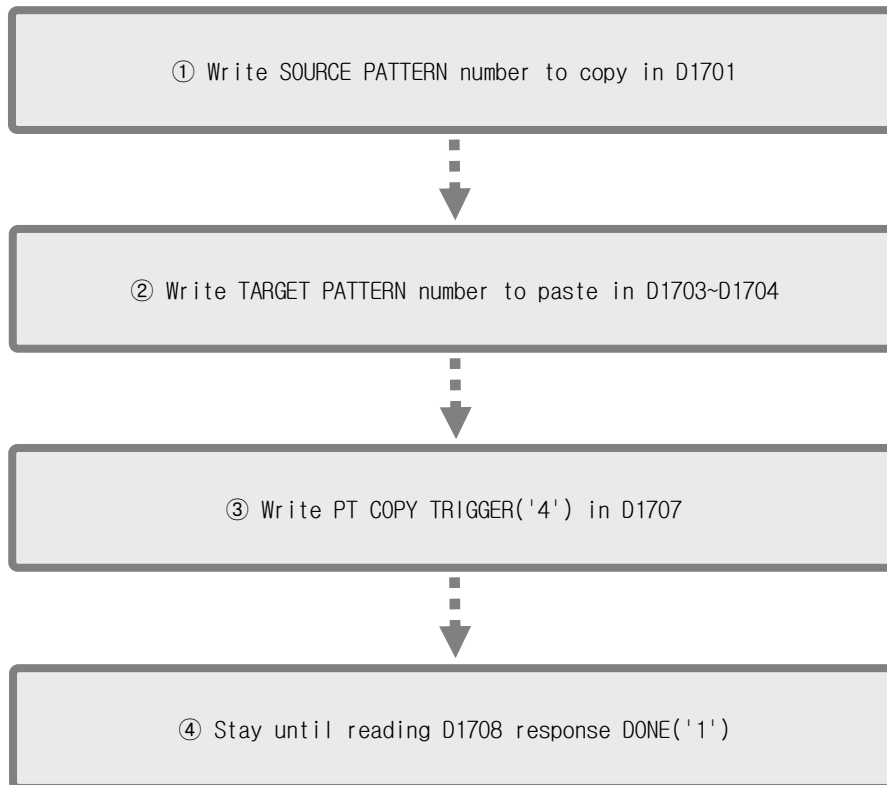 ① Write SOURCE PATTERN number to copy in D1701
② Write TARGET PATTERN number to paste in D1703~D1704
③ Write PT COPY TRIGGER('4') in D1707
④ Stay until reading D1708 response DONE('1')